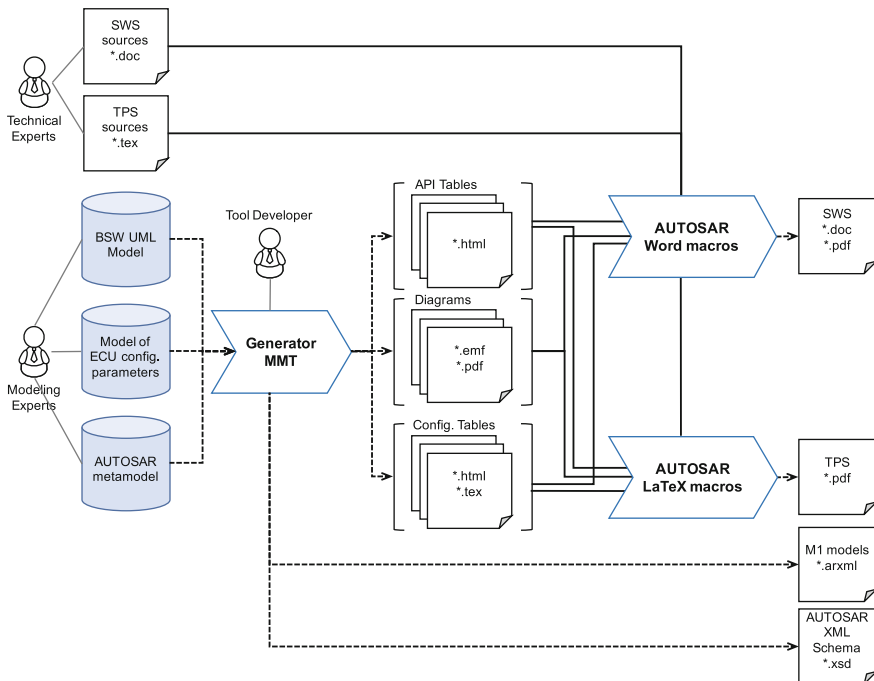 SWS
sources
*.doc
Technical
Experts
TPS
sources
*.tex
BSW UML
Model
Tool Developer
API Tables
*.html
AUTOSAR
Word macros
SWS
*.doc
*.pdf
Model of
ECU config.
parameters
Modeling
Experts
Generator
MMT
Diagrams
*.emf
*.pdf
AUTOSAR
metamodel
Config. Tables
*.html
*.tex
AUTOSAR
LaTeX macros
TPS
*.pdf
M1 models
*.arxml
AUTOSAR
XML
Schema
*.xsd